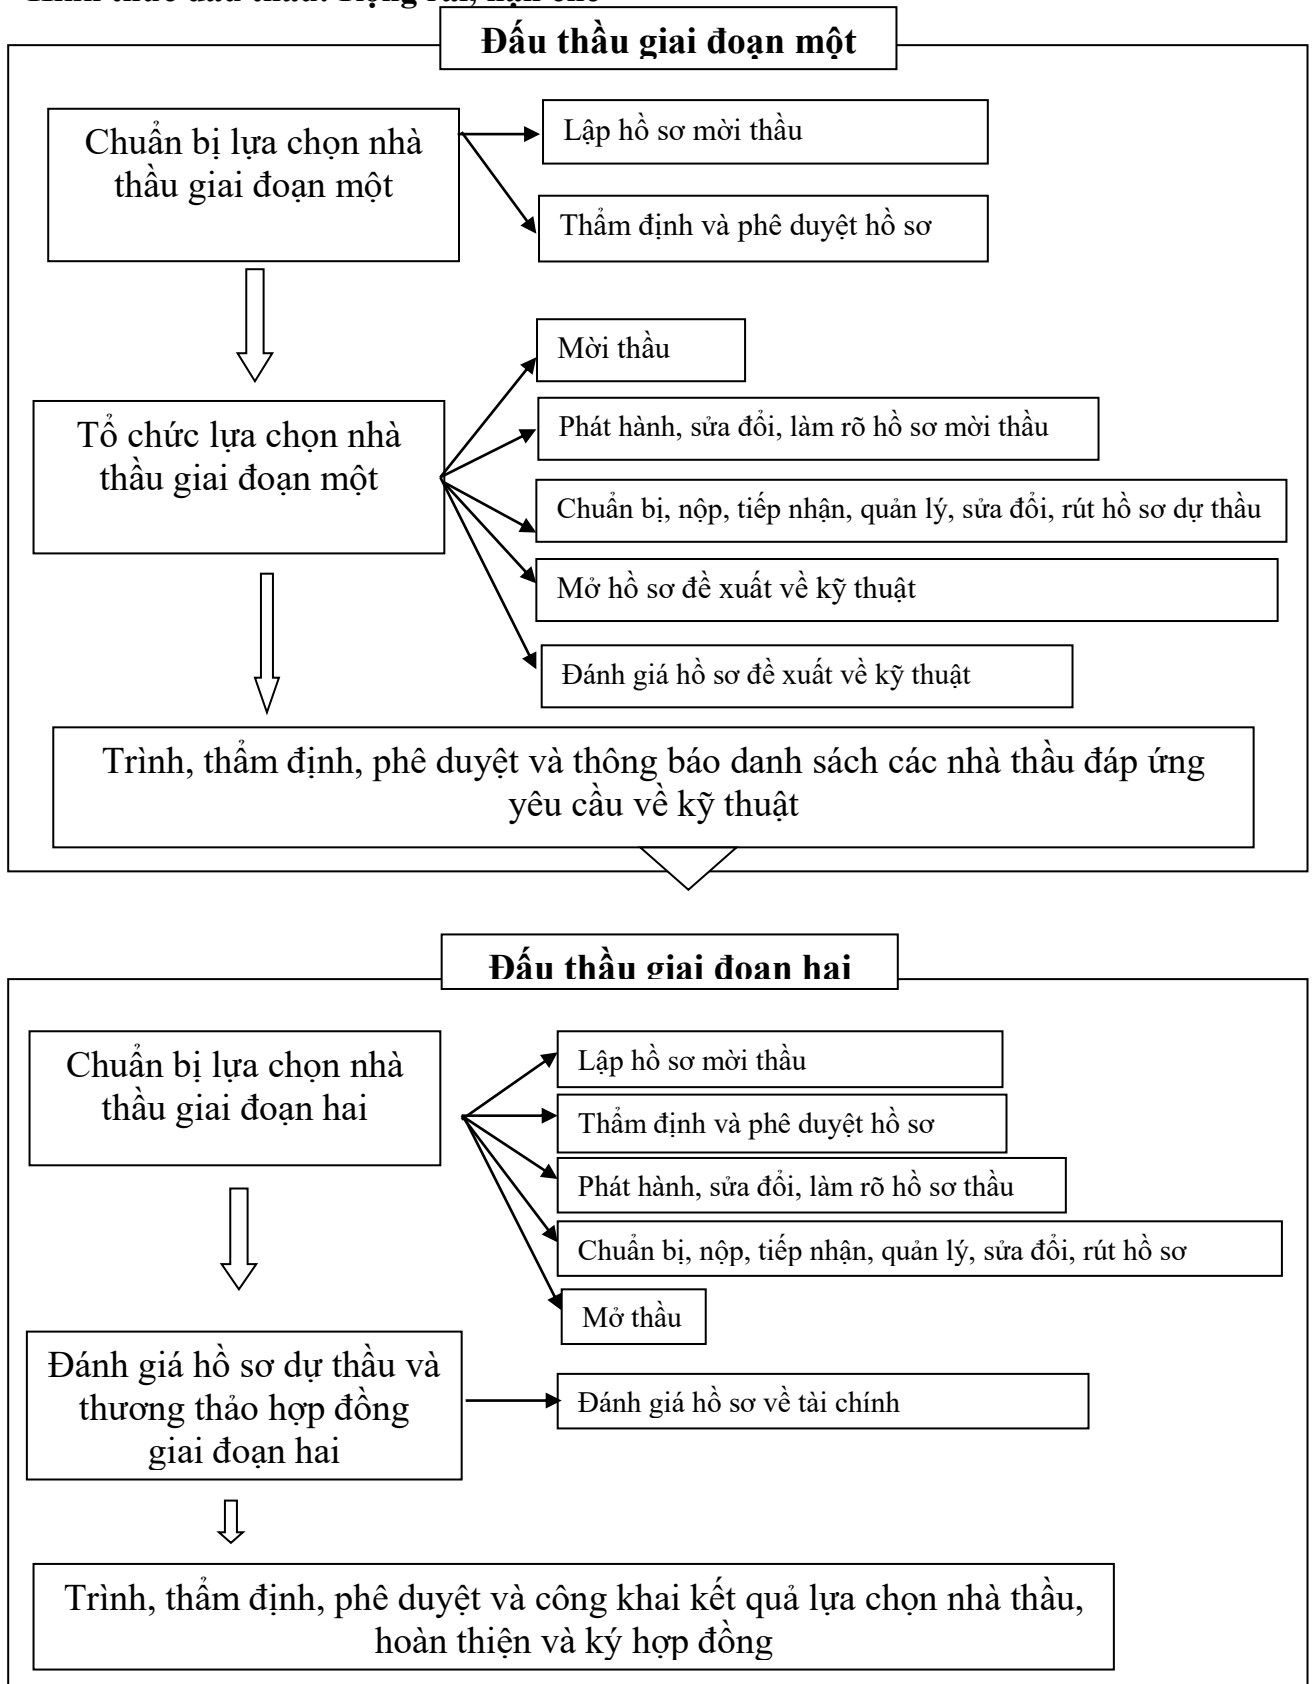 Đấu thầu giai đoạn một
Chuẩn bị lựa chọn nhà
thầu giai đoạn một
Lập hồ sơ mời thầu
Thẩm định và phê duyệt hồ sơ
Tổ chức lựa chọn nhà
thầu giai đoạn một
Mời thầu
Phát hành, sửa đổi, làm rõ hồ sơ mời thầu
Chuẩn bị, nộp, tiếp nhận, quản lý, sửa đổi, rút hồ sơ dự thầu
Mở hồ sơ đề xuất về kỹ thuật
Đánh giá hồ sơ đề xuất về kỹ thuật
Trình, thẩm định, phê duyệt và thông báo danh sách các nhà thầu đáp ứng
yêu cầu về kỹ thuật
Đấu thầu giai đoạn hai
Chuẩn bị lựa chọn nhà
thầu giai đoạn hai
Lập hồ sơ mời thầu
Thẩm định và phê duyệt hồ sơ
Phát hành, sửa đổi, làm rõ hồ sơ thầu
Chuẩn bị, nộp, tiếp nhận, quản lý, sửa đổi, rút hồ sơ
Mở thầu
Đánh giá hồ sơ dự thầu và
thương thảo hợp đồng
giai đoạn hai
Đánh giá hồ sơ về tài chính
Trình, thẩm định, phê duyệt và công khai kết quả lựa chọn nhà thầu,
hoàn thiện và ký hợp đồng